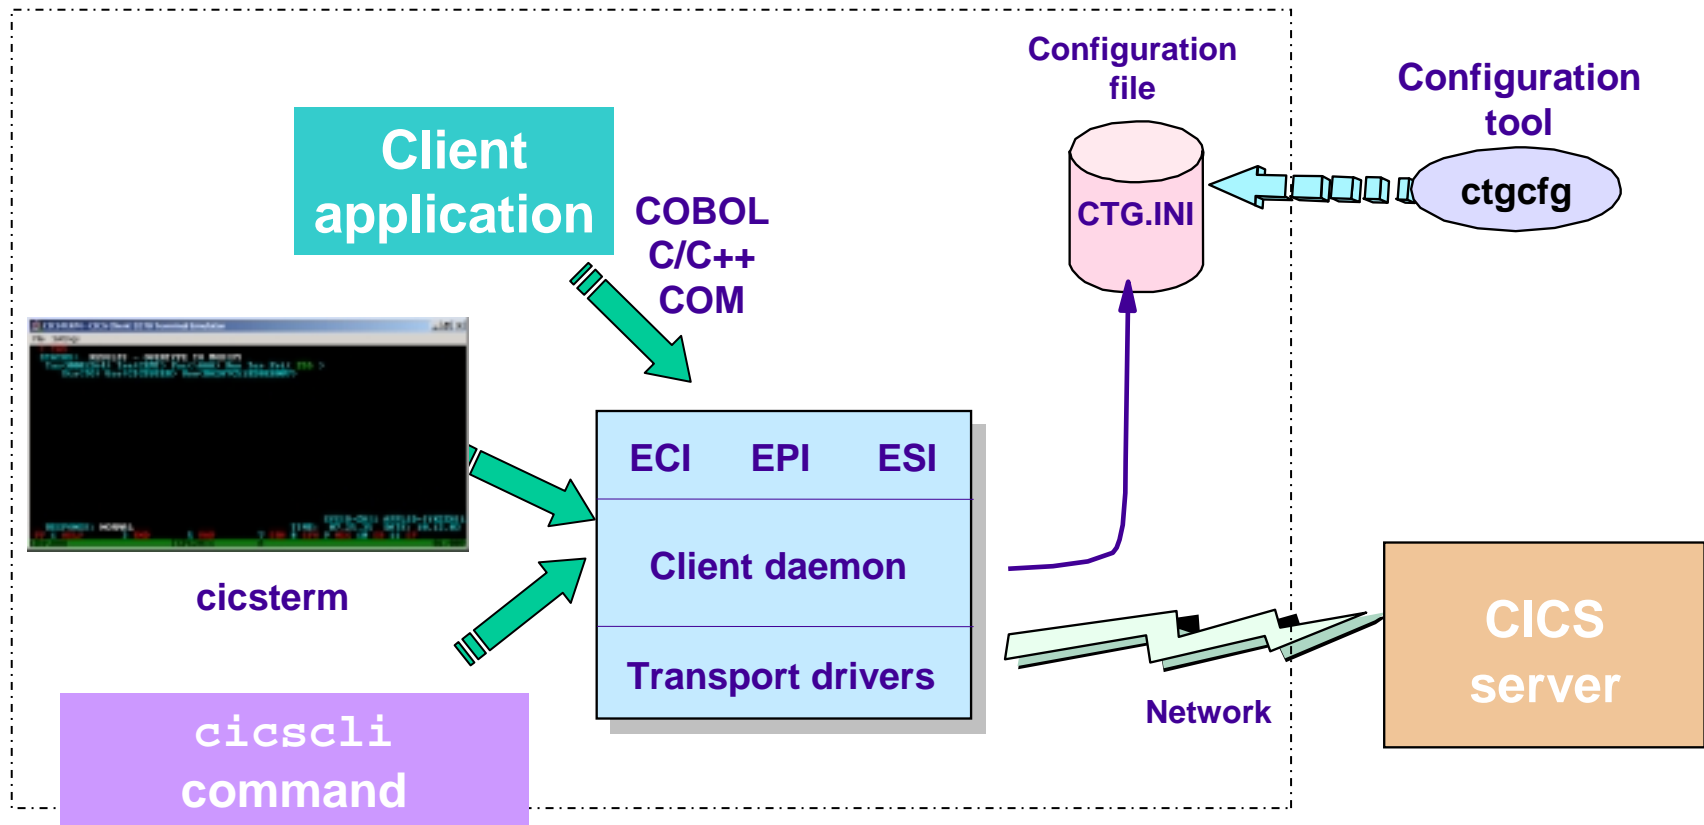 Configuration
file
Configuration
tool
Client
application
COBOL
C/C++
COM
CTG.INI
ctgcfg
ECI EPI ESI
Client daemon
cicsterm
Transport drivers
Network
CICS
server
cicscli
command